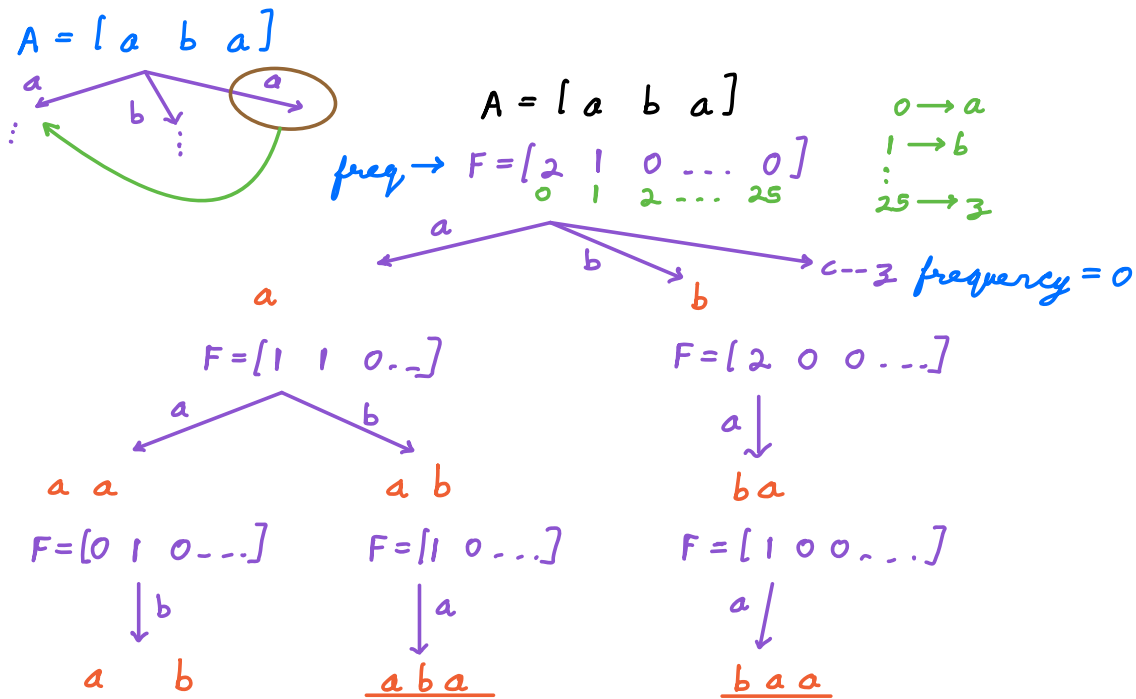 A = [ a b a ]
a
b
a
⋮
⋮
A = [ a b a ]
freq → F = [ 2 1 0 ... 0 ]
0 1 2 .... 25
0 → a
1 → b
⋮
25 → z
a
b
c---z frequency = 0
a
b
F = [ 1 1 0.-- ]
F = [ 2 0 0 .... ]
a
b
a
a a
a b
b a
F = [ 0 1 0--... ]
F = [ 1 0 ... ]
F = [ 1 0 0.... ]
b
a
a
a b
a b a
b a a